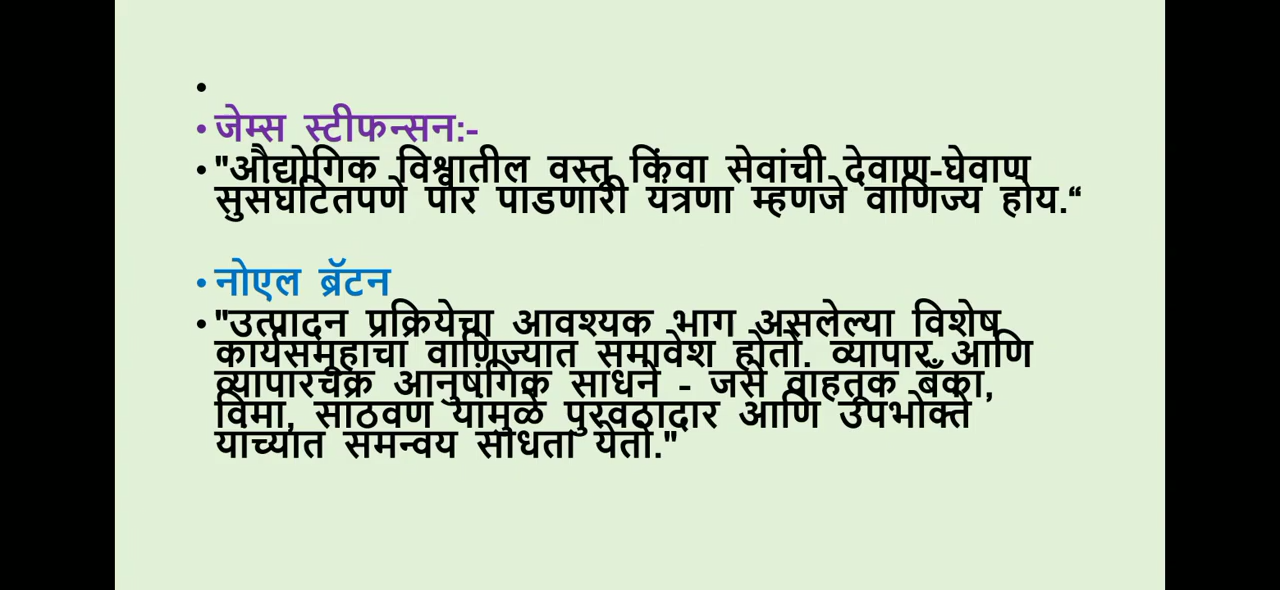 • जेम्स स्टीफन्सन:-
• "औद्योगिक विश्वातील वस्तू किंवा सेवांची देवाण-घेवाण
सुसंघटितपणे पार पाडणारी यंत्रणा म्हणजे वाणिज्य होय.“
• नोएल ब्रॅटन
• "उत्पादन प्रक्रियेचा आवश्यक भाग असलेल्या विशेष
कार्यसमूहाचा वाणिज्यात समावेश होतो. व्यापार, आणि
व्यापारचक्र आनुषंगिक साधने - जसे वाहतूक बँका,
विमा, साठवण यांमुळे पुरवठादार आणि उपभोक्ते
यांच्यात समन्वय साधता येतो."